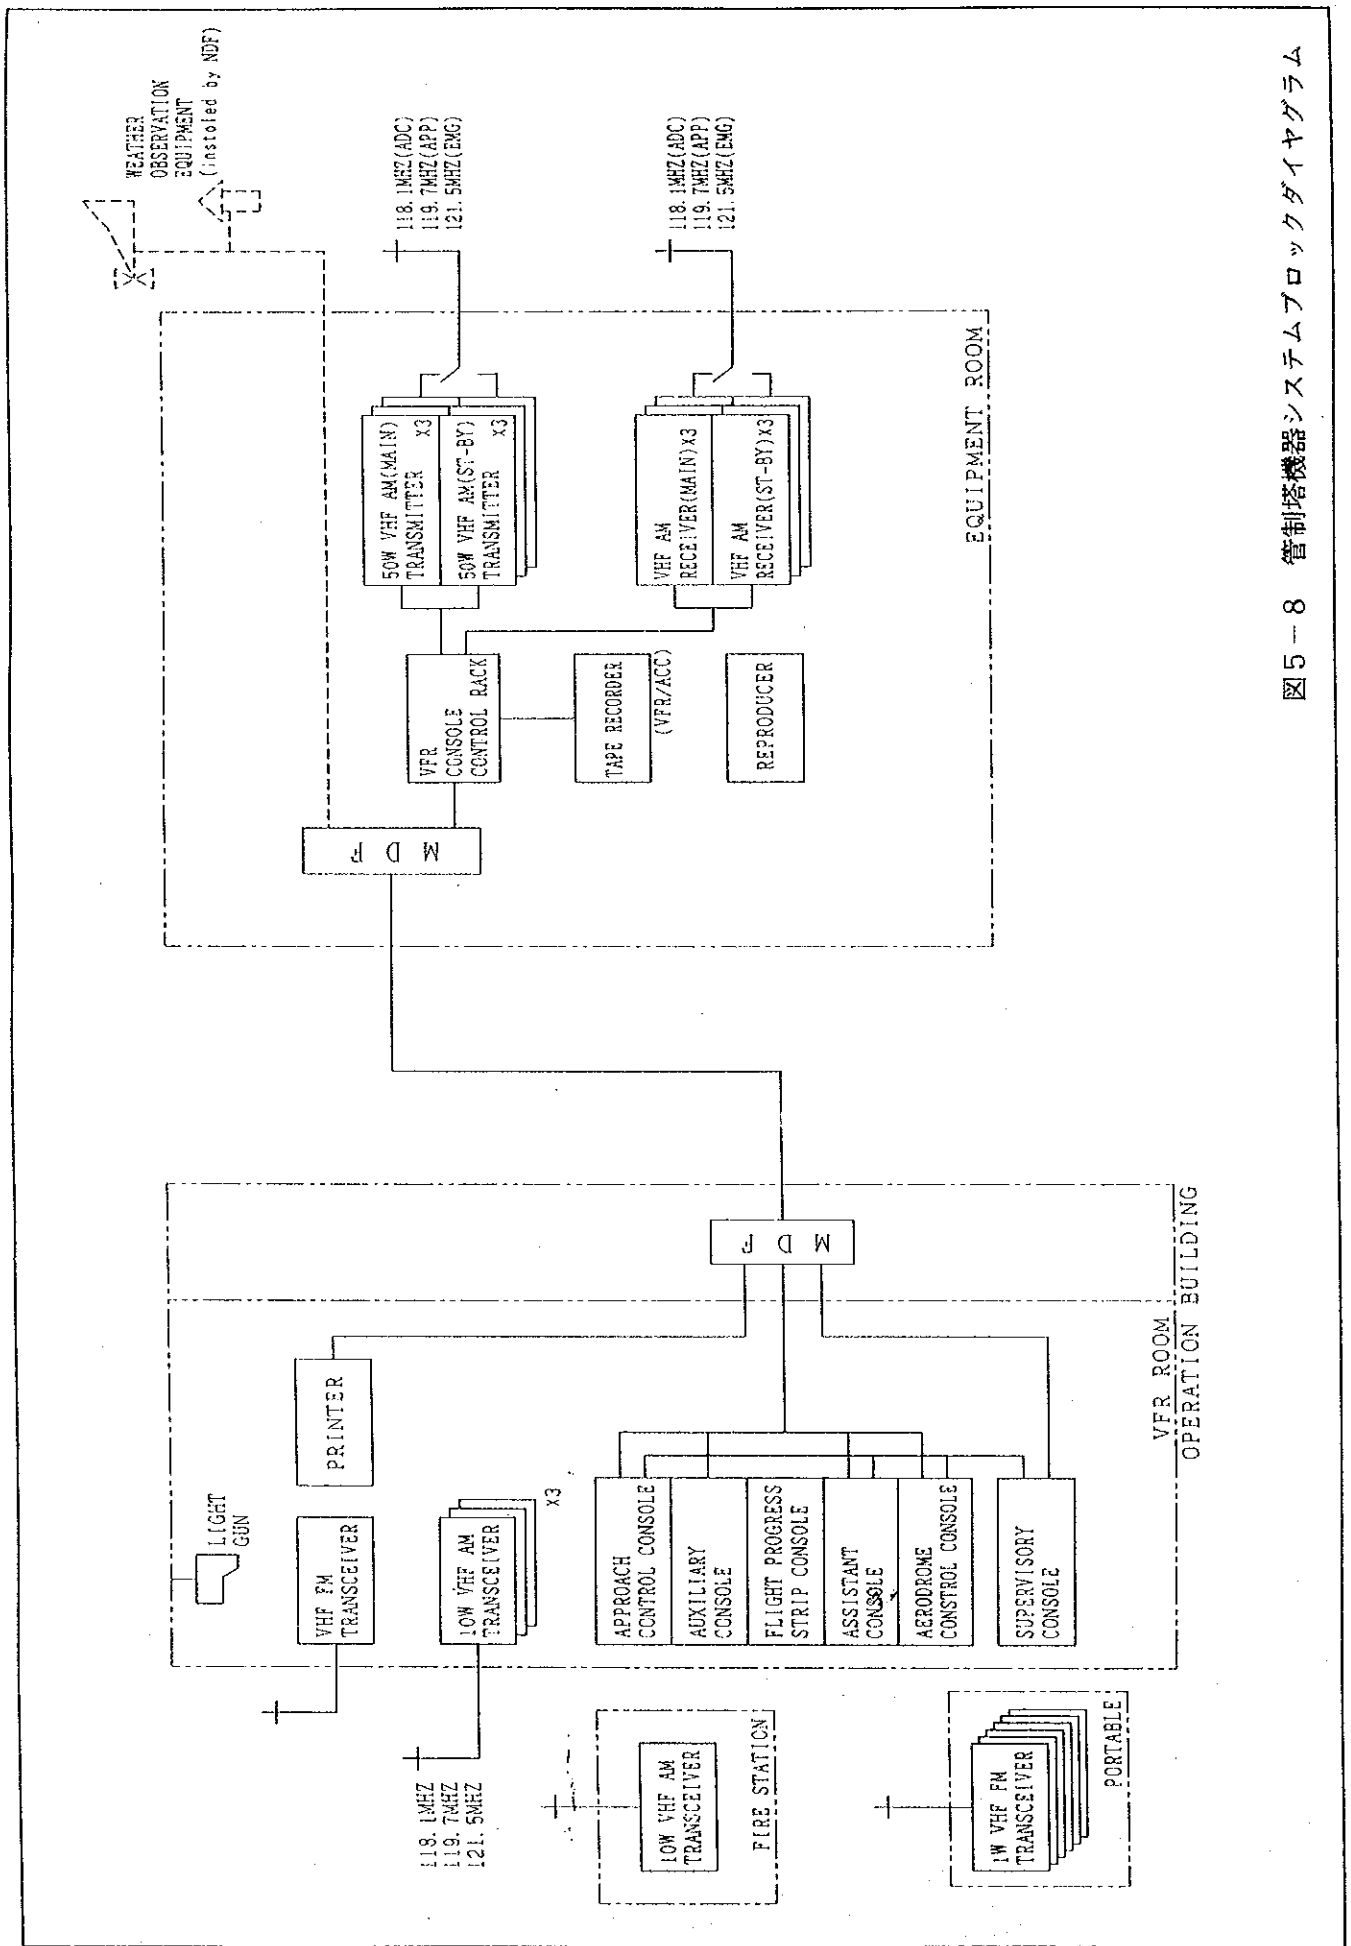 WEATHER
OBSERVATION
EQUIPMENT
(instoled by NDF)
118.1MHZ(ADC)
119.7MHZ(APP)
121.5MHZ(EMG)
118.1MHZ(ADC)
119.7MHZ(APP)
121.5MHZ(EMG)
50W VHF AM(MAIN)
TRANSMITTER X3
50W VHF AM(ST-BY)
TRANSMITTER X3
VHF AM
RECEIVER(MAIN)X3
VHF AM
RECEIVER(ST-BY)X3
VFR
CONSOLE
CONTROL RACK
TAPE RECORDER
(VFR/ACC)
REPRODUCER
M D F
EQUIPMENT ROOM
M D F
LIGHT
GUN
PRINTER
VHF FM
TRANSCEIVER
10W VHF AM
TRANSCEIVER
X3
118.1MHZ
119.7MHZ
121.5MHZ
APPROACH
CONTROL CONSOLE
AUXILIARY
CONSOLE
FLIGHT PROGRESS
STRIP CONSOLE
ASSISTANT
CONSOLE
AERODROME
CONSTROL CONSOLE
SUPERVISORY
CONSOLE
VFR ROOM
OPERATION BUILDING
10W VHF AM
TRANSCEIVER
FIRE STATION
1W VHF FM
TRANSCEIVER
PORTABLE
図5-8 管制塔機器システムブロックダイヤグラム